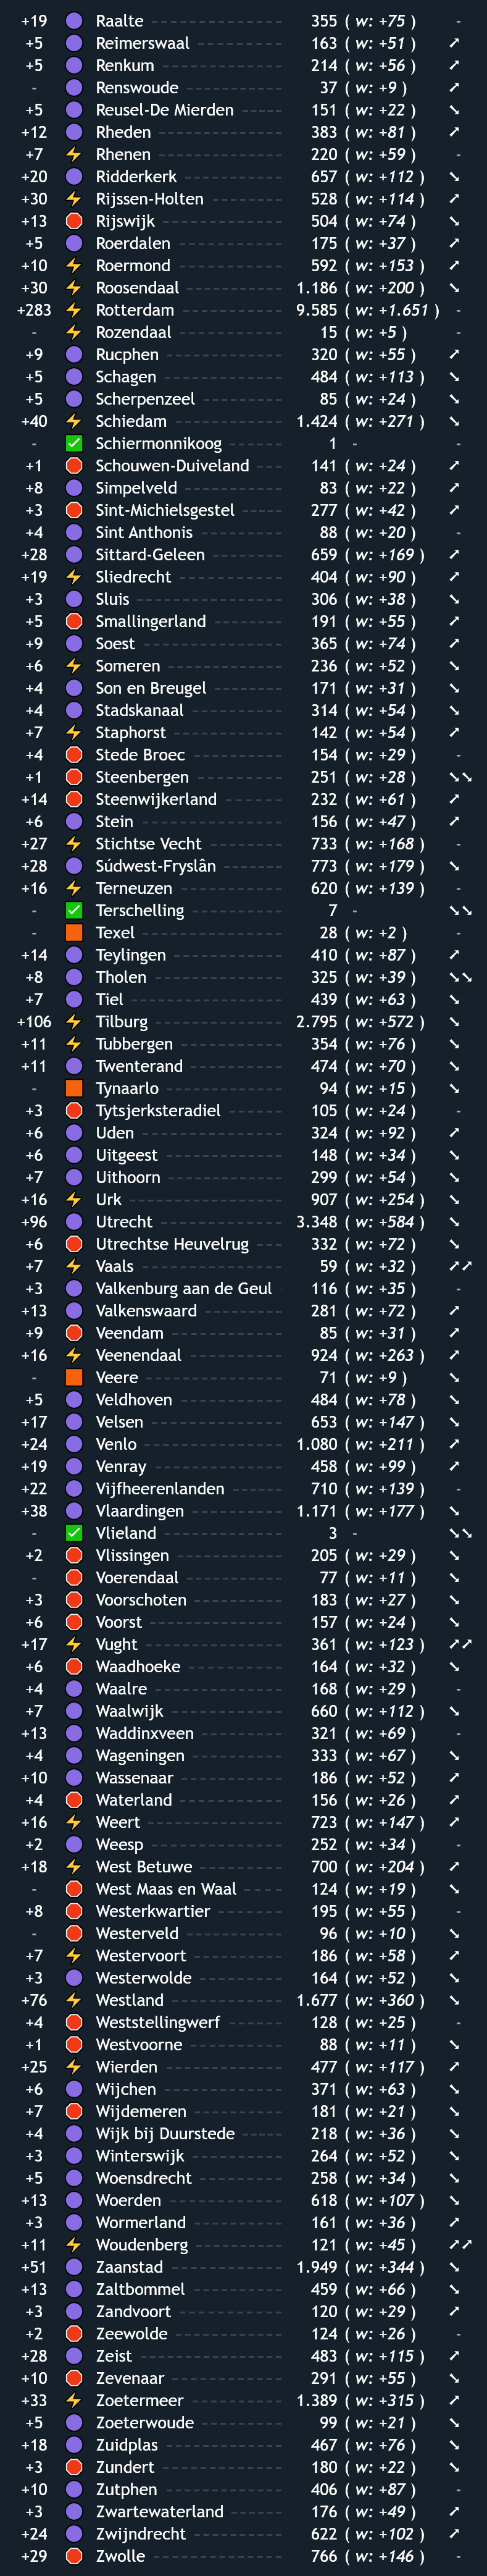 +19 Raalte 355 ( w: +75 ) -
+5 Reimerswaal 163 ( w: +51 ) ➚
+5 Renkum 214 ( w: +56 ) ➚
- Renswoude 37 ( w: +9 ) ➚
+5 Reusel-De Mierden 151 ( w: +22 ) ➘
+12 Rheden 383 ( w: +81 ) ➚
+7 Rhenen 220 ( w: +59 ) -
+20 Ridderkerk 657 ( w: +112 ) ➘
+30 Rijssen-Holten 528 ( w: +114 ) ➚
+13 Rijswijk 504 ( w: +74 ) ➘
+5 Roerdalen 175 ( w: +37 ) ➚
+10 Roermond 592 ( w: +153 ) ➚
+30 Roosendaal 1.186 ( w: +200 ) ➘
+283 Rotterdam 9.585 ( w: +1.651 ) -
- Rozendaal 15 ( w: +5 ) -
+9 Rucphen 320 ( w: +55 ) ➚
+5 Schagen 484 ( w: +113 ) ➘
+5 Scherpenzeel 85 ( w: +24 ) ➘
+40 Schiedam 1.424 ( w: +271 ) ➘
- Schiermonnikoog 1 - -
+1 Schouwen-Duiveland 141 ( w: +24 ) ➚
+8 Simpelveld 83 ( w: +22 ) ➚
+3 Sint-Michielsgestel 277 ( w: +42 ) ➚
+4 Sint Anthonis 88 ( w: +20 ) -
+28 Sittard-Geleen 659 ( w: +169 ) ➚
+19 Sliedrecht 404 ( w: +90 ) ➚
+3 Sluis 306 ( w: +38 ) ➘
+5 Smallingerland 191 ( w: +55 ) ➚
+9 Soest 365 ( w: +74 ) ➚
+6 Someren 236 ( w: +52 ) ➘
+4 Son en Breugel 171 ( w: +31 ) ➘
+4 Stadskanaal 314 ( w: +54 ) ➘
+7 Staphorst 142 ( w: +54 ) ➚
+4 Stede Broec 154 ( w: +29 ) -
+1 Steenbergen 251 ( w: +28 ) ➘➘
+14 Steenwijkerland 232 ( w: +61 ) ➚
+6 Stein 156 ( w: +47 ) ➚
+27 Stichtse Vecht 733 ( w: +168 ) -
+28 Súdwest-Fryslân 773 ( w: +179 ) ➘
+16 Terneuzen 620 ( w: +139 ) -
- Terschelling 7 - ➘➘
- Texel 28 ( w: +2 ) -
+14 Teylingen 410 ( w: +87 ) ➚
+8 Tholen 325 ( w: +39 ) ➘➘
+7 Tiel 439 ( w: +63 ) ➘
+106 Tilburg 2.795 ( w: +572 ) ➘
+11 Tubbergen 354 ( w: +76 ) ➘
+11 Twenterand 474 ( w: +70 ) ➘
- Tynaarlo 94 ( w: +15 ) ➘
+3 Tytsjerksteradiel 105 ( w: +24 ) -
+6 Uden 324 ( w: +92 ) ➚
+6 Uitgeest 148 ( w: +34 ) ➘
+7 Uithoorn 299 ( w: +54 ) ➘
+16 Urk 907 ( w: +254 ) ➘
+96 Utrecht 3.348 ( w: +584 ) ➘
+6 Utrechtse Heuvelrug 332 ( w: +72 ) ➘
+7 Vaals 59 ( w: +32 ) ➚➚
+3 Valkenburg aan de Geul 116 ( w: +35 ) -
+13 Valkenswaard 281 ( w: +72 ) ➚
+9 Veendam 85 ( w: +31 ) ➚
+16 Veenendaal 924 ( w: +263 ) ➚
- Veere 71 ( w: +9 ) ➘
+5 Veldhoven 484 ( w: +78 ) ➘
+17 Velsen 653 ( w: +147 ) ➘
+24 Venlo 1.080 ( w: +211 ) ➚
+19 Venray 458 ( w: +99 ) ➚
+22 Vijfheerenlanden 710 ( w: +139 ) -
+38 Vlaardingen 1.171 ( w: +177 ) ➘
- Vlieland 3 - ➘➘
+2 Vlissingen 205 ( w: +29 ) ➘
- Voerendaal 77 ( w: +11 ) ➘
+3 Voorschoten 183 ( w: +27 ) ➘
+6 Voorst 157 ( w: +24 ) ➘
+17 Vught 361 ( w: +123 ) ➚➚
+6 Waadhoeke 164 ( w: +32 ) ➘
+4 Waalre 168 ( w: +29 ) -
+7 Waalwijk 660 ( w: +112 ) ➘
+13 Waddinxveen 321 ( w: +69 ) -
+4 Wageningen 333 ( w: +67 ) ➘
+10 Wassenaar 186 ( w: +52 ) ➚
+4 Waterland 156 ( w: +26 ) ➚
+16 Weert 723 ( w: +147 ) ➚
+2 Weesp 252 ( w: +34 ) -
+18 West Betuwe 700 ( w: +204 ) ➚
- West Maas en Waal 124 ( w: +19 ) ➘
+8 Westerkwartier 195 ( w: +55 ) -
- Westerveld 96 ( w: +10 ) ➘
+7 Westervoort 186 ( w: +58 ) ➚
+3 Westerwolde 164 ( w: +52 ) ➘
+76 Westland 1.677 ( w: +360 ) ➘
+4 Weststellingwerf 128 ( w: +25 ) -
+1 Westvoorne 88 ( w: +11 ) ➘
+25 Wierden 477 ( w: +117 ) ➚
+6 Wijchen 371 ( w: +63 ) ➘
+7 Wijdemeren 181 ( w: +21 ) ➘
+4 Wijk bij Duurstede 218 ( w: +36 ) ➘
+3 Winterswijk 264 ( w: +52 ) ➘
+5 Woensdrecht 258 ( w: +34 ) ➘
+13 Woerden 618 ( w: +107 ) ➘
+3 Wormerland 161 ( w: +36 ) ➚
+11 Woudenberg 121 ( w: +45 ) ➚➚
+51 Zaanstad 1.949 ( w: +344 ) ➘
+13 Zaltbommel 459 ( w: +66 ) ➘
+3 Zandvoort 120 ( w: +29 ) ➚
+2 Zeewolde 124 ( w: +26 ) -
+28 Zeist 483 ( w: +115 ) ➚
+10 Zevenaar 291 ( w: +55 ) ➘
+33 Zoetermeer 1.389 ( w: +315 ) ➚
+5 Zoeterwoude 99 ( w: +21 ) ➘
+18 Zuidplas 467 ( w: +76 ) ➘
+3 Zundert 180 ( w: +22 ) ➘
+10 Zutphen 406 ( w: +87 ) -
+3 Zwartewaterland 176 ( w: +49 ) ➚
+24 Zwijndrecht 622 ( w: +102 ) ➚
+29 Zwolle 766 ( w: +146 ) -